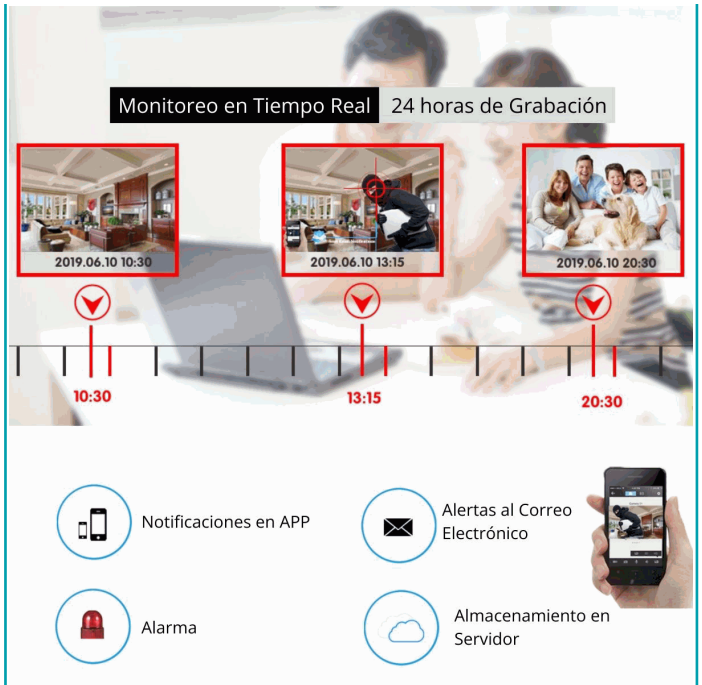 Monitoreo en Tiempo Real 24 horas de Grabación
2019.06.10 10:30
2019.06.10 13:15
2019.06.10 20:30
10:30
13:15
20:30
Notificaciones en APP
Alertas al Correo
Electrónico
Alarma
Almacenamiento en
Servidor